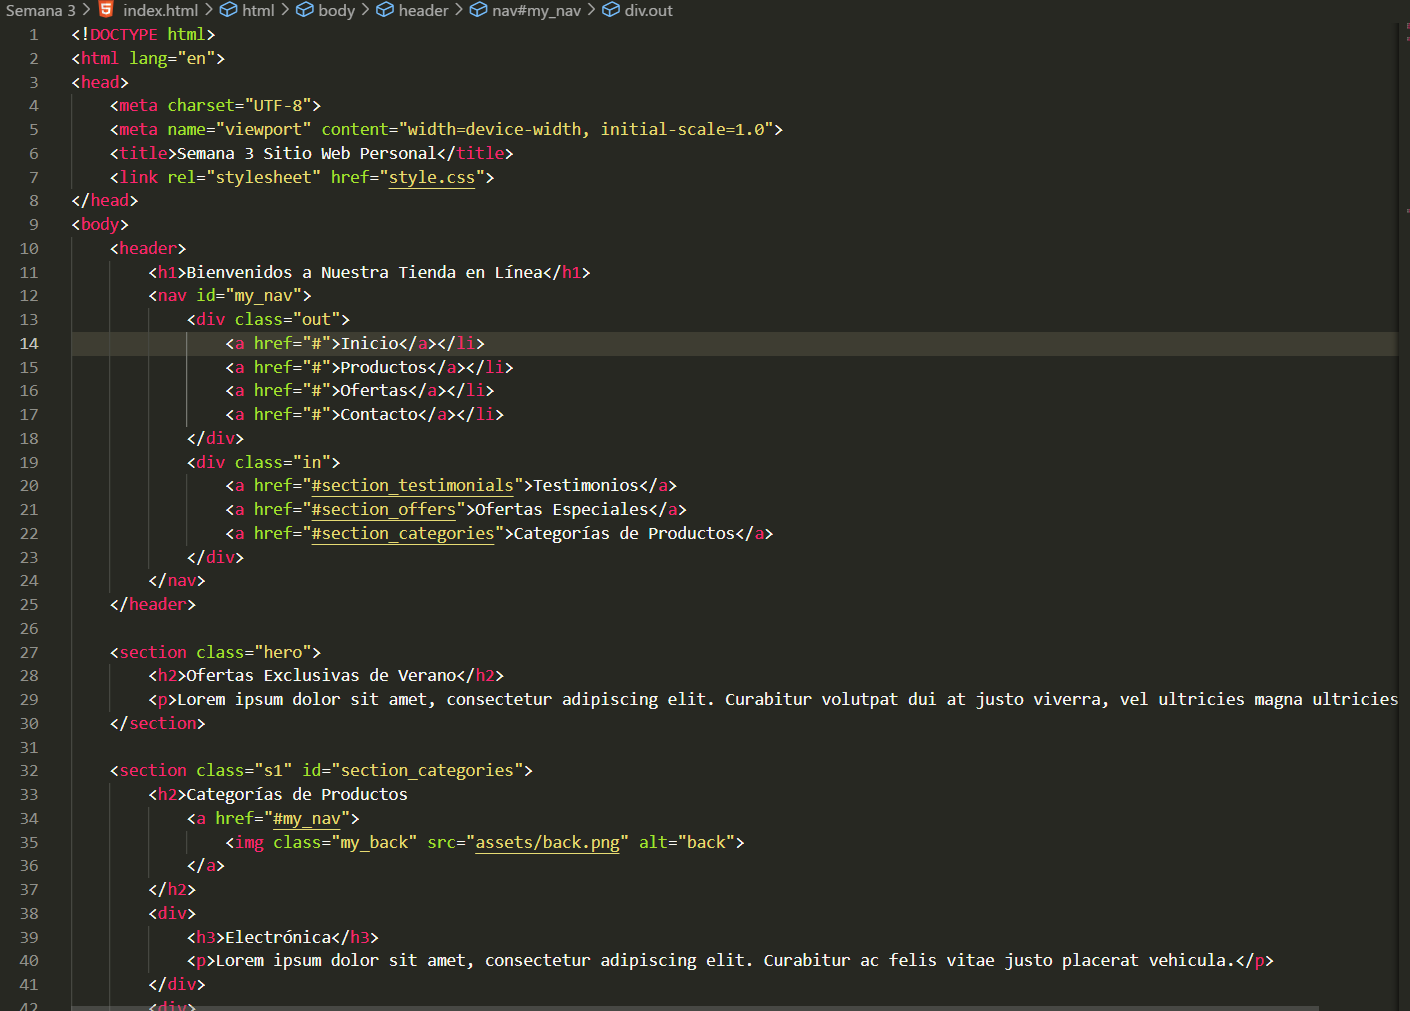 Semana 3 > index.html > html > body > header > nav#my_nav > div.out
1 <!DOCTYPE html>
2 <html lang="en">
3 <head>
4     <meta charset="UTF-8">
5     <meta name="viewport" content="width=device-width, initial-scale=1.0">
6     <title>Semana 3 Sitio Web Personal</title>
7     <link rel="stylesheet" href="style.css">
8 </head>
9 <body>
10     <header>
11         <h1>Bienvenidos a Nuestra Tienda en Línea</h1>
12         <nav id="my_nav">
13             <div class="out">
14                 <a href="#">Inicio</a></li>
15                 <a href="#">Productos</a></li>
16                 <a href="#">Ofertas</a></li>
17                 <a href="#">Contacto</a></li>
18             </div>
19             <div class="in">
20                 <a href="#section_testimonials">Testimonios</a>
21                 <a href="#section_offers">Ofertas Especiales</a>
22                 <a href="#section_categories">Categorías de Productos</a>
23             </div>
24         </nav>
25     </header>
26
27     <section class="hero">
28         <h2>Ofertas Exclusivas de Verano</h2>
29         <p>Lorem ipsum dolor sit amet, consectetur adipiscing elit. Curabitur volutpat dui at justo viverra, vel ultricies magna ultricies
30     </section>
31
32     <section class="s1" id="section_categories">
33         <h2>Categorías de Productos
34             <a href="#my_nav">
35                 <img class="my_back" src="assets/back.png" alt="back">
36             </a>
37         </h2>
38         <div>
39             <h3>Electrónica</h3>
40             <p>Lorem ipsum dolor sit amet, consectetur adipiscing elit. Curabitur ac felis vitae justo placerat vehicula.</p>
41         </div>
42         <div>